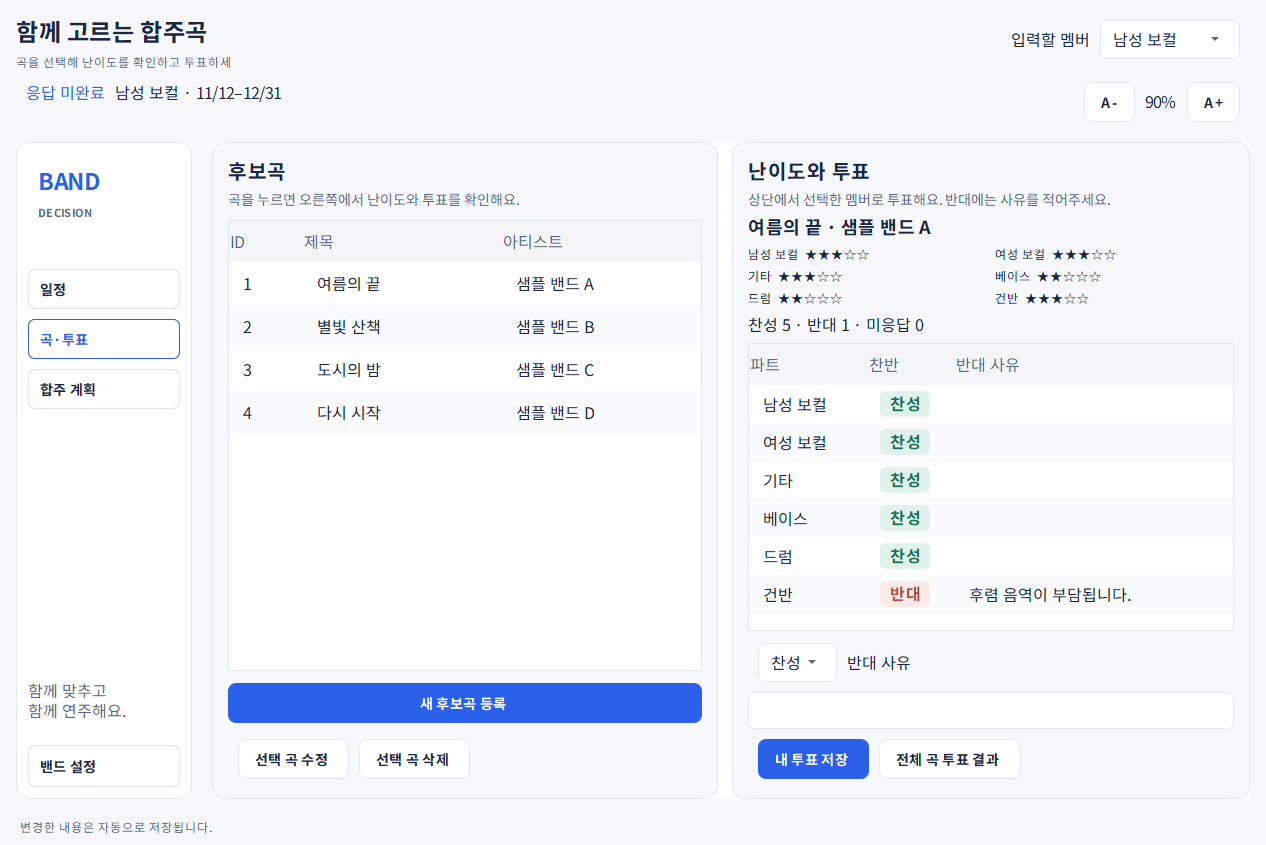 함께 고르는 합주곡
곡을 선택해 난이도를 확인하고 투표하세
응답 미완료 남성 보컬 · 11/12–12/31
입력할 멤버 남성 보컬
A- 90% A+
BAND
DECISION
일정
곡·투표
합주 계획
함께 맞추고
함께 연주해요.
밴드 설정
후보곡
곡을 누르면 오른쪽에서 난이도와 투표를 확인해요.
ID 제목 아티스트
1 여름의 끝 샘플 밴드 A
2 별빛 산책 샘플 밴드 B
3 도시의 밤 샘플 밴드 C
4 다시 시작 샘플 밴드 D
새 후보곡 등록
선택 곡 수정 선택 곡 삭제
난이도와 투표
상단에서 선택한 멤버로 투표해요. 반대에는 사유를 적어주세요.
여름의 끝 · 샘플 밴드 A
남성 보컬 ★★★☆☆ 여성 보컬 ★★★☆☆
기타 ★★★☆☆ 베이스 ★★☆☆☆
드럼 ★★☆☆☆ 건반 ★★★☆☆
찬성 5 · 반대 1 · 미응답 0
파트 찬반 반대 사유
남성 보컬 찬성
여성 보컬 찬성
기타 찬성
베이스 찬성
드럼 찬성
건반 반대 후렴 음역이 부담됩니다.
찬성 반대 사유
내 투표 저장 전체 곡 투표 결과
변경한 내용은 자동으로 저장됩니다.